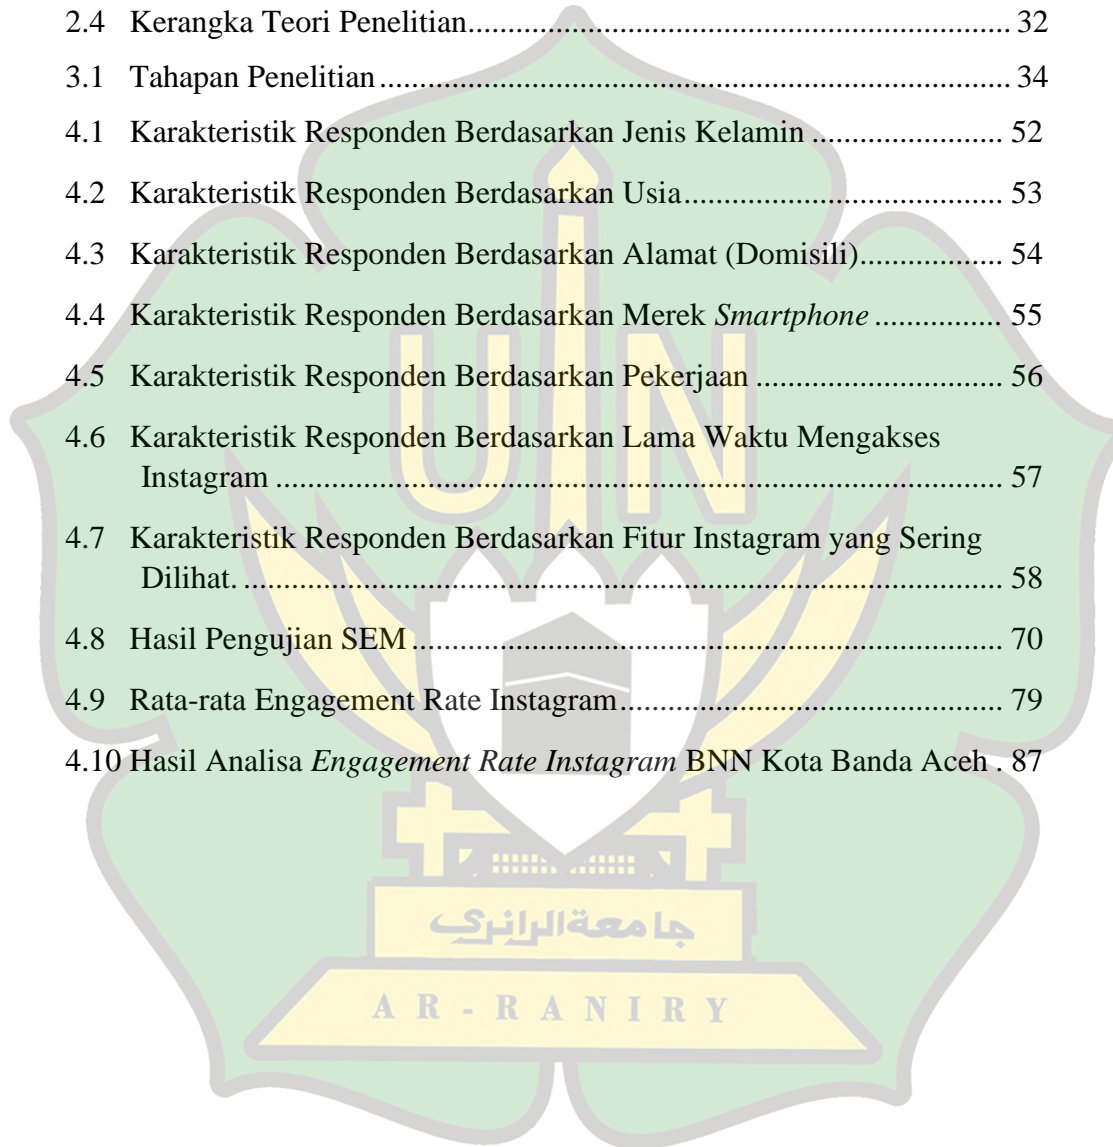 2.4 Kerangka Teori Penelitian.................................................................... 32
3.1 Tahapan Penelitian ............................................................................... 34
4.1 Karakteristik Responden Berdasarkan Jenis Kelamin ........................ 52
4.2 Karakteristik Responden Berdasarkan Usia........................................ 53
4.3 Karakteristik Responden Berdasarkan Alamat (Domisili).................. 54
4.4 Karakteristik Responden Berdasarkan Merek Smartphone ................ 55
4.5 Karakteristik Responden Berdasarkan Pekerjaan ............................... 56
4.6 Karakteristik Responden Berdasarkan Lama Waktu Mengakses
Instagram ........................................................................................... 57
4.7 Karakteristik Responden Berdasarkan Fitur Instagram yang Sering
Dilihat. ............................................................................................... 58
4.8 Hasil Pengujian SEM .......................................................................... 70
4.9 Rata-rata Engagement Rate Instagram................................................ 79
4.10 Hasil Analisa Engagement Rate Instagram BNN Kota Banda Aceh . 87
UIN
جامعةالرانري
AR-RANIRY